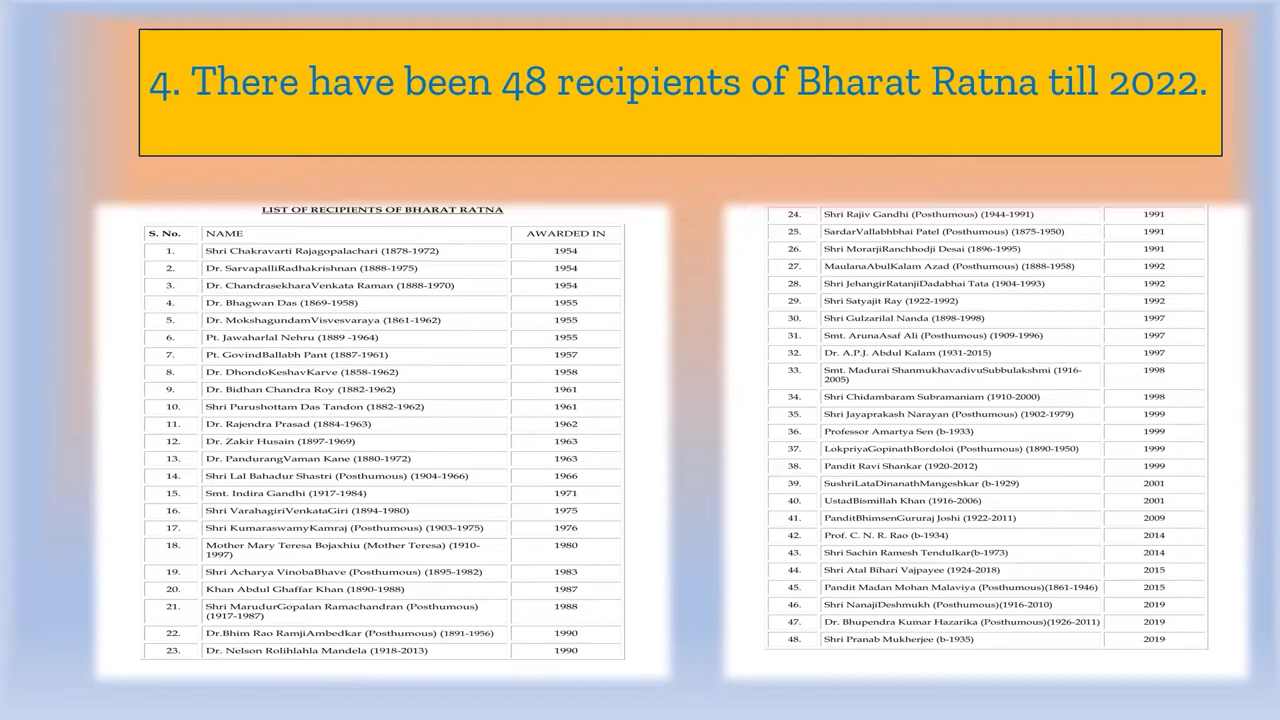 4. There have been 48 recipients of Bharat Ratna till 2022.
LIST OF RECIPIENTS OF BHARAT RATNA
S. No. NAME AWARDED IN
1. Shri Chakravarti Rajagopalachari (1878-1972) 1954
2. Dr. SarvapalliRadhakrishnan (1888-1975) 1954
3. Dr. ChandrasekharaVenkata Raman (1888-1970) 1954
4. Dr. Bhagwan Das (1869-1958) 1955
5. Dr. MokshagundamVisvesvaraya (1861-1962) 1955
6. Pt. Jawaharlal Nehru (1889 -1964) 1955
7. Pt. GovindBallabh Pant (1887-1961) 1957
8. Dr. DhondoKeshavKarve (1858-1962) 1958
9. Dr. Bidhan Chandra Roy (1882-1962) 1961
10. Shri Purushottam Das Tandon (1882-1962) 1961
11. Dr. Rajendra Prasad (1884-1963) 1962
12. Dr. Zakir Husain (1897-1969) 1963
13. Dr. PandurangVaman Kane (1880-1972) 1963
14. Shri Lal Bahadur Shastri (Posthumous) (1904-1966) 1966
15. Smt. Indira Gandhi (1917-1984) 1971
16. Shri VarahagiriVenkataGiri (1894-1980) 1975
17. Shri KumaraswamyKamraj (Posthumous) (1903-1975) 1976
18. Mother Mary Teresa Bojaxhiu (Mother Teresa) (1910- 1980
1997)
19. Shri Acharya VinobaBhave (Posthumous) (1895-1982) 1983
20. Khan Abdul Ghaffar Khan (1890-1988) 1987
21. Shri MarudurGopalan Ramachandran (Posthumous) 1988
(1917-1987)
22. Dr.Bhim Rao RamjiAmbedkar (Posthumous) (1891-1956) 1990
23. Dr. Nelson Rolihlahla Mandela (1918-2013) 1990
24. Shri Rajiv Gandhi (Posthumous) (1944-1991) 1991
25. SardarVallabhbhai Patel (Posthumous) (1875-1950) 1991
26. Shri MorarjiRanchhodji Desai (1896-1995) 1991
27. MaulanaAbulKalam Azad (Posthumous) (1888-1958) 1992
28. Shri JehangirRatanjiDadabhai Tata (1904-1993) 1992
29. Shri Satyajit Ray (1922-1992) 1992
30. Shri Gulzarilal Nanda (1898-1998) 1997
31. Smt. ArunaAsaf Ali (Posthumous) (1909-1996) 1997
32. Dr. A.P.J. Abdul Kalam (1931-2015) 1997
33. Smt. Madurai ShanmukhavadivuSubbulakshmi (1916- 1998
2005)
34. Shri Chidambaram Subramaniam (1910-2000) 1998
35. Shri Jayaprakash Narayan (Posthumous) (1902-1979) 1999
36. Professor Amartya Sen (b-1933) 1999
37. LokpriyaGopinathBordoloi (Posthumous) (1890-1950) 1999
38. Pandit Ravi Shankar (1920-2012) 1999
39. SushriLataDinanathMangeshkar (b-1929) 2001
40. UstadBismillah Khan (1916-2006) 2001
41. PanditBhimsenGururaj Joshi (1922-2011) 2009
42. Prof. C. N. R. Rao (b-1934) 2014
43. Shri Sachin Ramesh Tendulkar(b-1973) 2014
44. Shri Atal Bihari Vajpayee (1924-2018) 2015
45. Pandit Madan Mohan Malaviya (Posthumous)(1861-1946) 2015
46. Shri NanajiDeshmukh (Posthumous)(1916-2010) 2019
47. Dr. Bhupendra Kumar Hazarika (Posthumous)(1926-2011) 2019
48. Shri Pranab Mukherjee (b-1935) 2019